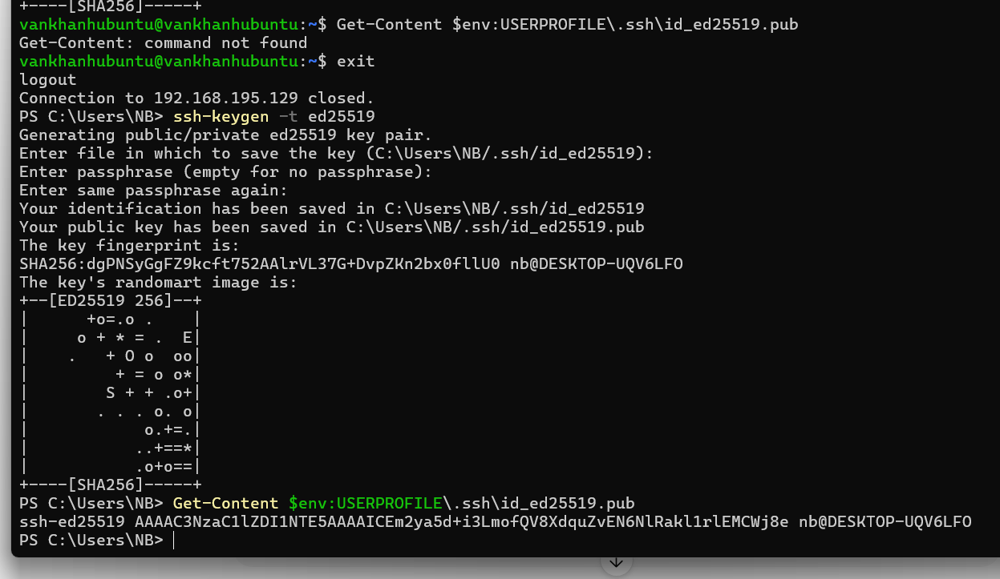 +----[SHA256]-----+
vankhanhubuntu@vankhanhubuntu:~$ Get-Content $env:USERPROFILE\.ssh\id_ed25519.pub
Get-Content: command not found
vankhanhubuntu@vankhanhubuntu:~$ exit
logout
Connection to 192.168.195.129 closed.
PS C:\Users\NB> ssh-keygen -t ed25519
Generating public/private ed25519 key pair.
Enter file in which to save the key (C:\Users\NB/.ssh/id_ed25519):
Enter passphrase (empty for no passphrase):
Enter same passphrase again:
Your identification has been saved in C:\Users\NB/.ssh/id_ed25519
Your public key has been saved in C:\Users\NB/.ssh/id_ed25519.pub
The key fingerprint is:
SHA256:dgPNSyGgFZ9kcft752AAlrVL37G+DvpZKn2bx0fllU0 nb@DESKTOP-UQV6LFO
The key's randomart image is:
+--[ED25519 256]--+
|      +o=.o .    |
|     o + * = .  E|
|    .   + O o  oo|
|         + = o o*|
|        S + + .o+|
|       . . . o. o|
|            o.+=.|
|           ..+==*|
|           .o+o==|
+----[SHA256]-----+
PS C:\Users\NB> Get-Content $env:USERPROFILE\.ssh\id_ed25519.pub
ssh-ed25519 AAAAC3NzaC1lZDI1NTE5AAAAICEm2ya5d+i3LmofQV8XdquZvEN6NlRakl1rlEMCWj8e nb@DESKTOP-UQV6LFO
PS C:\Users\NB>